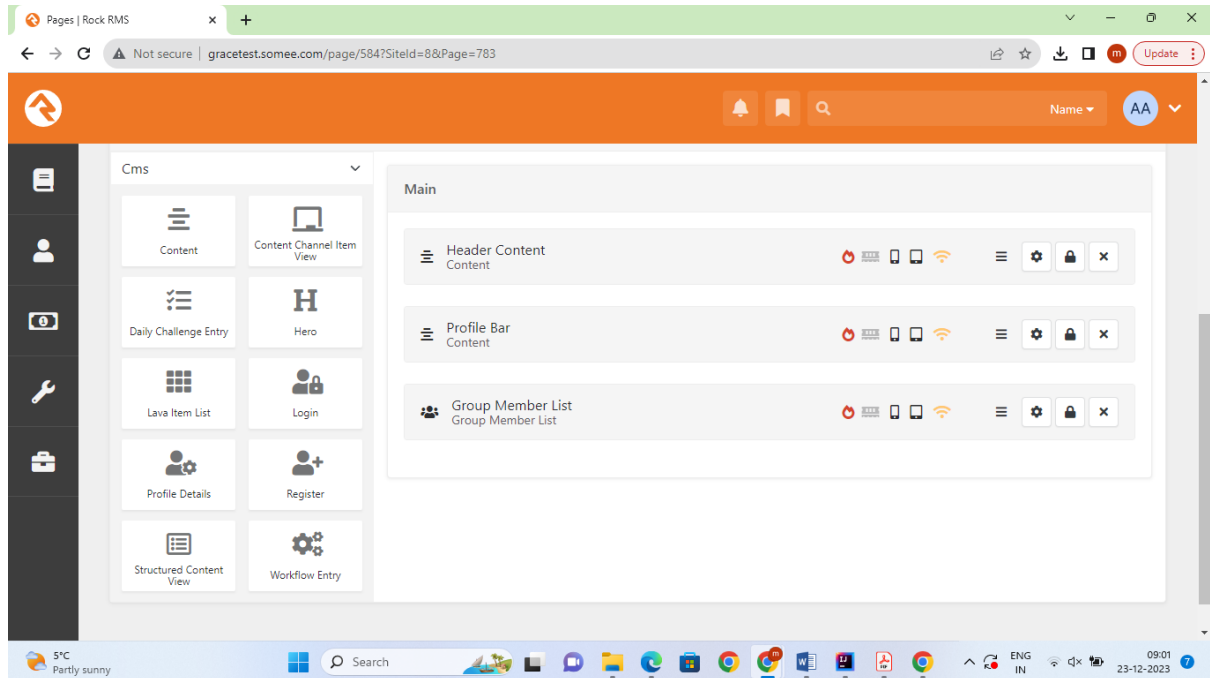 Pages | Rock RMS
Not secure | gracetest.somee.com/page/584?SiteId=8&Page=783
m
Update
Name
AA
Cms
Content
Content Channel Item
View
Daily Challenge Entry
H
Hero
Lava Item List
Login
Profile Details
Register
Structured Content
View
Workflow Entry
Main
Header Content
Content
Profile Bar
Content
Group Member List
Group Member List
5°C
Partly sunny
Search
ENG
IN
09:01
23-12-2023
7